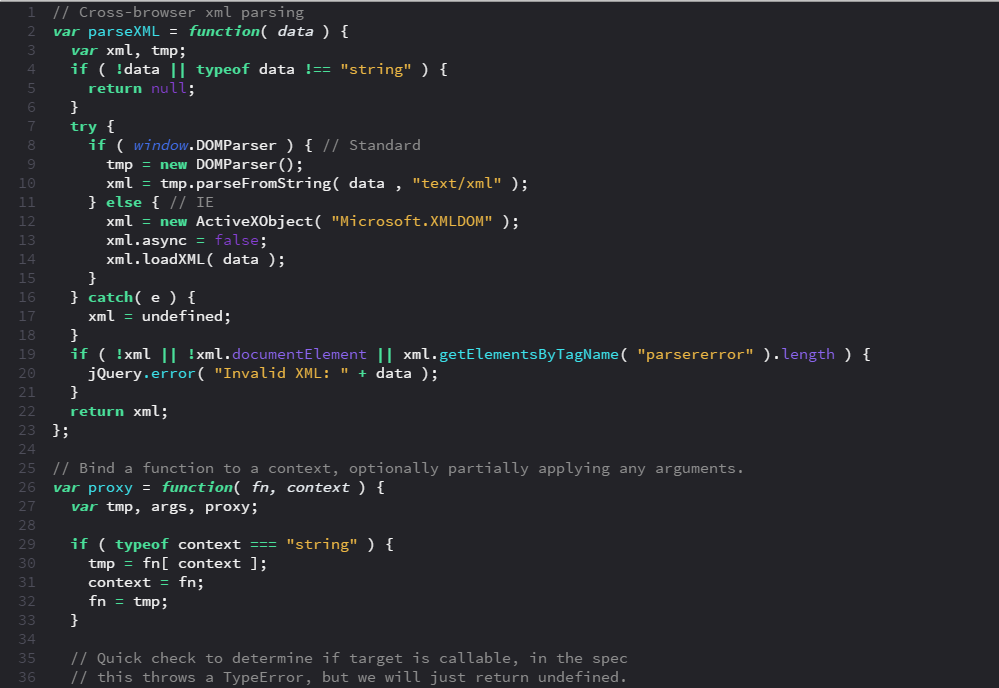 1 // Cross-browser xml parsing
2 var parseXML = function( data ) {
3   var xml, tmp;
4   if ( !data || typeof data !== "string" ) {
5     return null;
6   }
7   try {
8     if ( window.DOMParser ) { // Standard
9       tmp = new DOMParser();
10       xml = tmp.parseFromString( data , "text/xml" );
11     } else { // IE
12       xml = new ActiveXObject( "Microsoft.XMLDOM" );
13       xml.async = false;
14       xml.loadXML( data );
15     }
16   } catch( e ) {
17     xml = undefined;
18   }
19   if ( !xml || !xml.documentElement || xml.getElementsByTagName( "parsererror" ).length ) {
20     jQuery.error( "Invalid XML: " + data );
21   }
22   return xml;
23 };
24
25 // Bind a function to a context, optionally partially applying any arguments.
26 var proxy = function( fn, context ) {
27   var tmp, args, proxy;
28
29   if ( typeof context === "string" ) {
30     tmp = fn[ context ];
31     context = fn;
32     fn = tmp;
33   }
34
35   // Quick check to determine if target is callable, in the spec
36   // this throws a TypeError, but we will just return undefined.